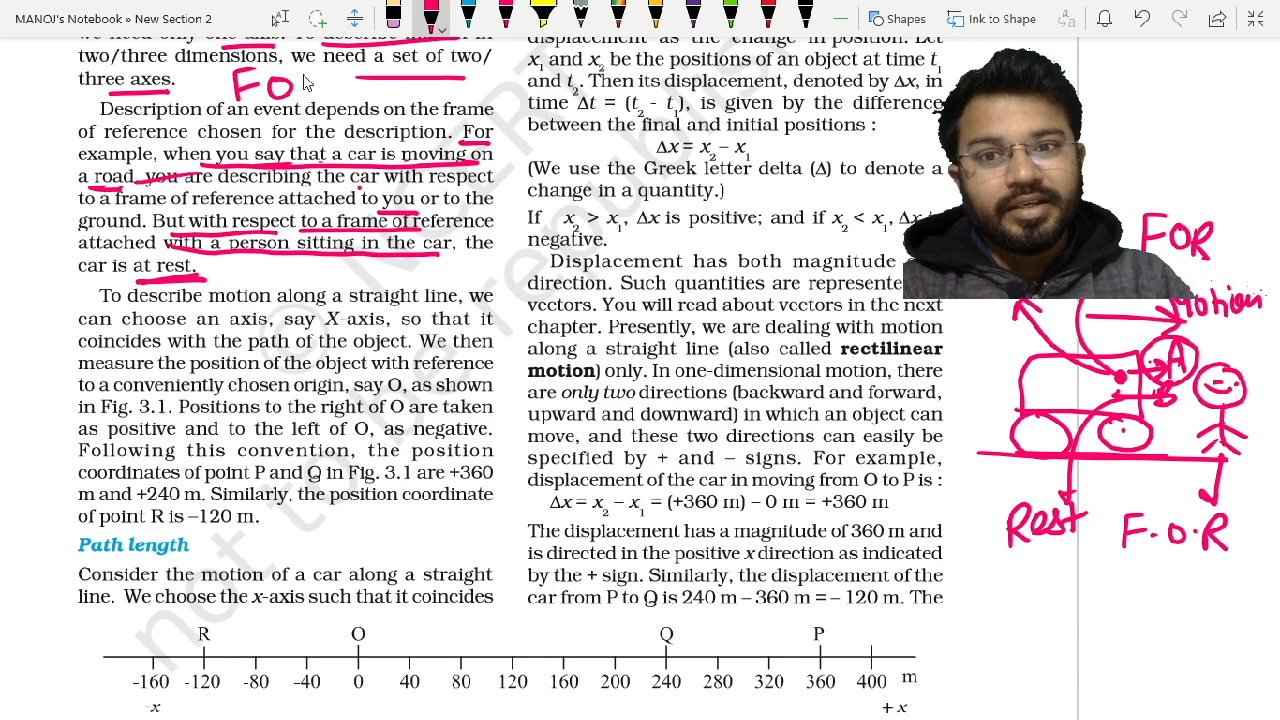 MANOJ's Notebook » New Section 2
Shapes
Ink to Shape
we need only one axis. To describe motion in
two/three dimensions, we need a set of two/
three axes.
FO
Description of an event depends on the frame
of reference chosen for the description. For
example, when you say that a car is moving on
a road, you are describing the car with respect
to a frame of reference attached to you or to the
ground. But with respect to a frame of reference
attached with a person sitting in the car, the
car is at rest.
To describe motion along a straight line, we
can choose an axis, say X-axis, so that it
coincides with the path of the object. We then
measure the position of the object with reference
to a conveniently chosen origin, say O, as shown
in Fig. 3.1. Positions to the right of O are taken
as positive and to the left of O, as negative.
Following this convention, the position
coordinates of point P and Q in Fig. 3.1 are +360
m and +240 m. Similarly, the position coordinate
of point R is –120 m.
Path length
Consider the motion of a car along a straight
line. We choose the x-axis such that it coincides
displacement as the change in position. Let
x₁ and x₂ be the positions of an object at time t₁
and t₂. Then its displacement, denoted by Δx, in
time Δt = (t₂ - t₁), is given by the difference
between the final and initial positions :
Δx = x₂ – x₁
(We use the Greek letter delta (Δ) to denote a
change in a quantity.)
If x₂ > x₁, Δx is positive; and if x₂ < x₁, Δx
negative.
Displacement has both magnitude
direction. Such quantities are represente
vectors. You will read about vectors in the next
chapter. Presently, we are dealing with motion
along a straight line (also called rectilinear
motion) only. In one-dimensional motion, there
are only two directions (backward and forward,
upward and downward) in which an object can
move, and these two directions can easily be
specified by + and – signs. For example,
displacement of the car in moving from O to P is :
Δx = x₂ – x₁ = (+360 m) – 0 m = +360 m
The displacement has a magnitude of 360 m and
is directed in the positive x direction as indicated
by the + sign. Similarly, the displacement of the
car from P to Q is 240 m – 360 m = – 120 m. The
FOR
Motion
A
B
Rest
F.O.R
© NCERT
not to be republi
R O Q P
-160 -120 -80 -40 0 40 80 120 160 200 240 280 320 360 400 m
-x + x